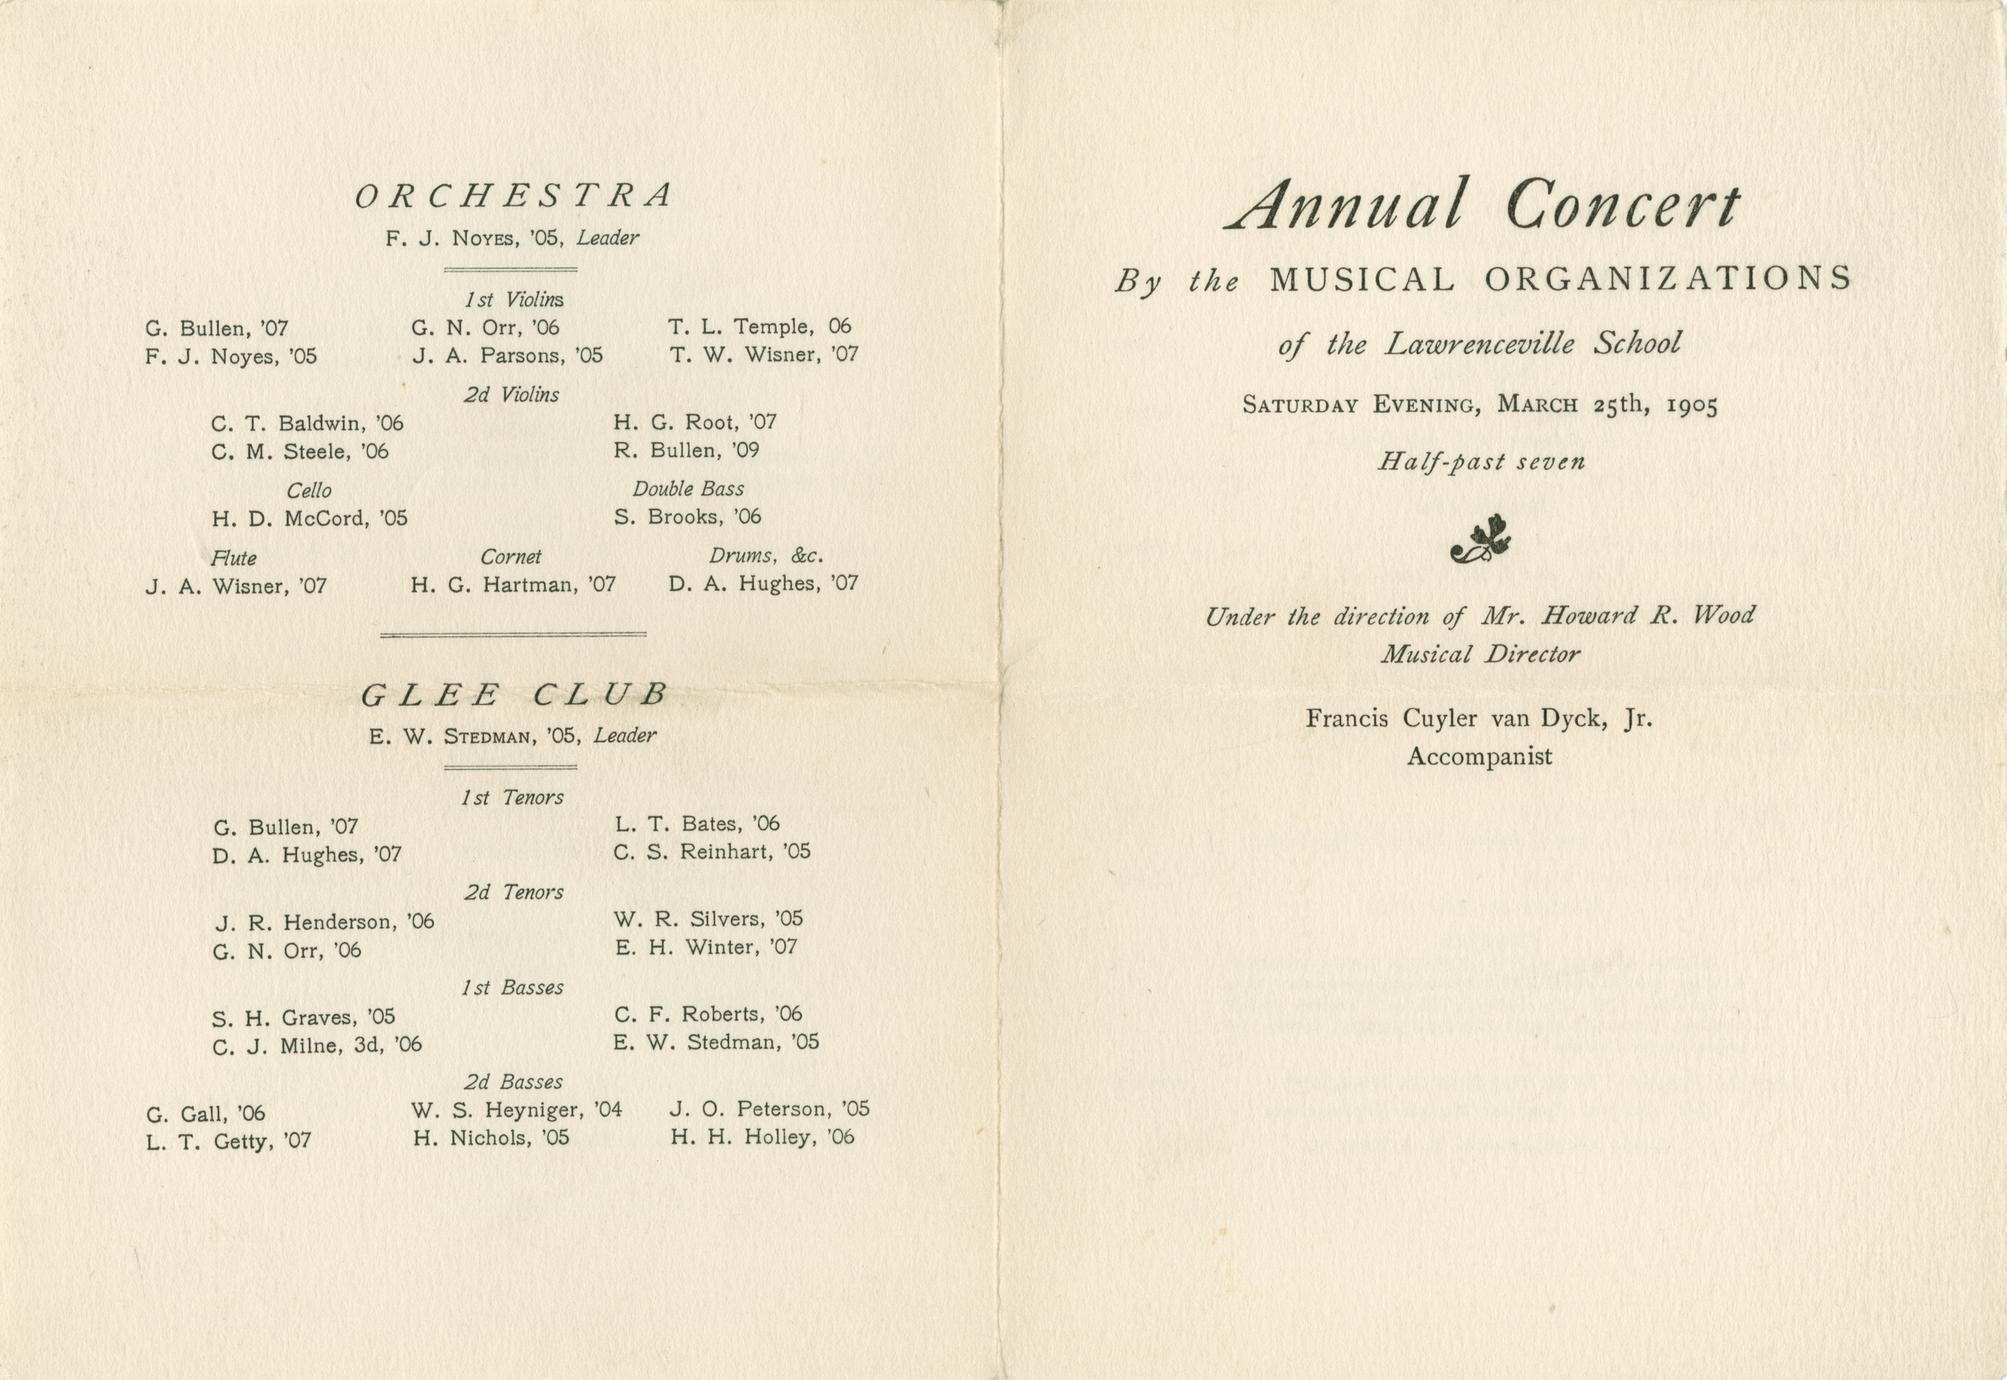 ORCHESTRA
F. J. NOYES, '05, Leader
1st Violins
G. Bullen, '07 G. N. Orr, '06 T. L. Temple, 06
F. J. Noyes, '05 J. A. Parsons, '05 T. W. Wisner, '07
2d Violins
C. T. Baldwin, '06 H. G. Root, '07
C. M. Steele, '06 R. Bullen, '09
Cello Double Bass
H. D. McCord, '05 S. Brooks, '06
Flute Cornet Drums, &c.
J. A. Wisner, '07 H. G. Hartman, '07 D. A. Hughes, '07
GLEE CLUB
E. W. STEDMAN, '05, Leader
1st Tenors
G. Bullen, '07 L. T. Bates, '06
D. A. Hughes, '07 C. S. Reinhart, '05
2d Tenors
J. R. Henderson, '06 W. R. Silvers, '05
G. N. Orr, '06 E. H. Winter, '07
1st Basses
S. H. Graves, '05 C. F. Roberts, '06
C. J. Milne, 3d, '06 E. W. Stedman, '05
2d Basses
G. Gall, '06 W. S. Heyniger, '04 J. O. Peterson, '05
L. T. Getty, '07 H. Nichols, '05 H. H. Holley, '06
Annual Concert
By the MUSICAL ORGANIZATIONS
of the Lawrenceville School
SATURDAY EVENING, MARCH 25th, 1905
Half-past seven
Under the direction of Mr. Howard R. Wood
Musical Director
Francis Cuyler van Dyck, Jr.
Accompanist